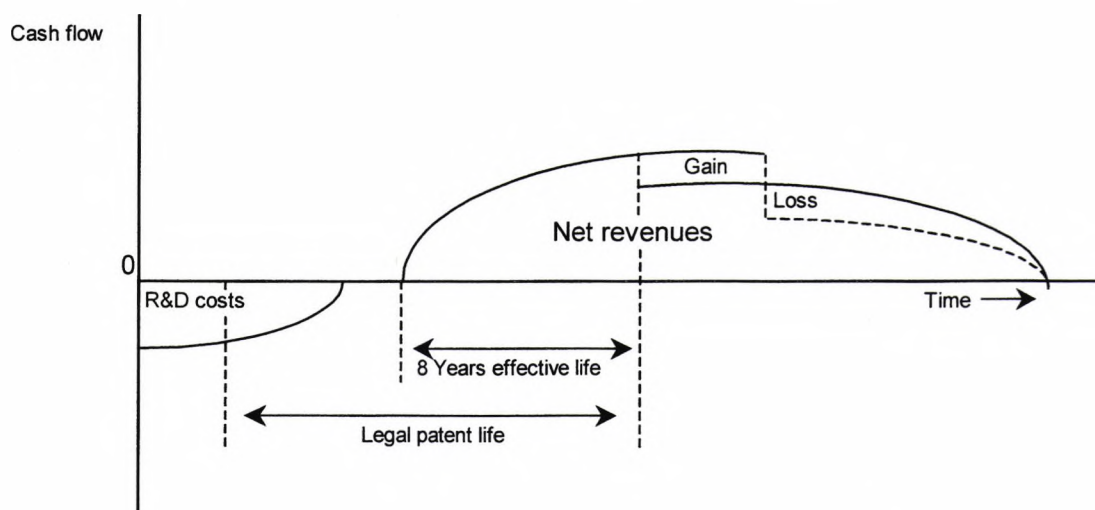 Cash flow
Gain
Loss
Net revenues
0
R&D costs
Time
8 Years effective life
Legal patent life